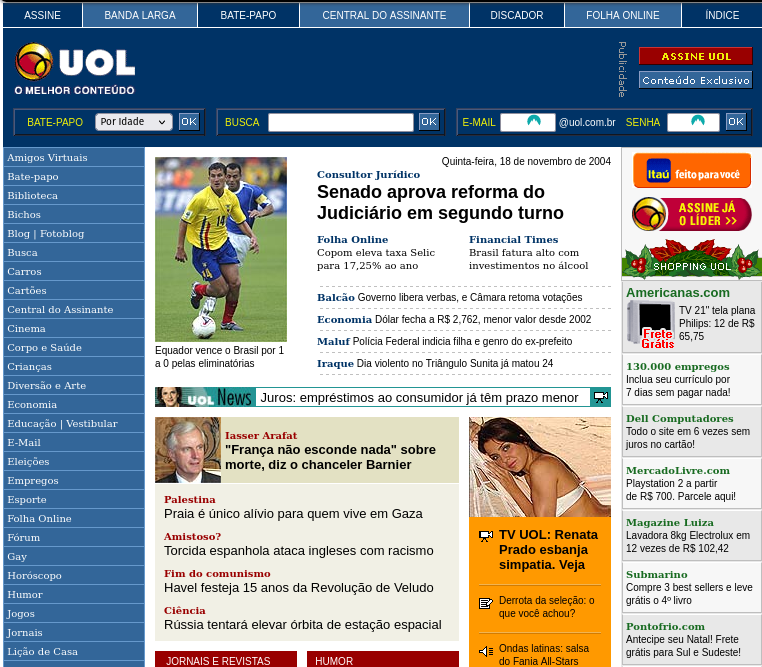 ASSINE
BANDA LARGA
BATE-PAPO
CENTRAL DO ASSINANTE
DISCADOR
FOLHA ONLINE
ÍNDICE
UOL
O MELHOR CONTEÚDO
Publicidade
ASSINE UOL
Conteúdo Exclusivo
BATE-PAPO
Por Idade
OK
BUSCA
OK
E-MAIL
@uol.com.br
SENHA
OK
Amigos Virtuais
Bate-papo
Biblioteca
Bichos
Blog | Fotoblog
Busca
Carros
Cartões
Central do Assinante
Cinema
Corpo e Saúde
Crianças
Diversão e Arte
Economia
Educação | Vestibular
E-Mail
Eleições
Empregos
Esporte
Folha Online
Fórum
Gay
Horóscopo
Humor
Jogos
Jornais
Lição de Casa
Quinta-feira, 18 de novembro de 2004
14
Equador vence o Brasil por 1
a 0 pelas eliminatórias
Consultor Jurídico
Senado aprova reforma do
Judiciário em segundo turno
Folha Online
Copom eleva taxa Selic
para 17,25% ao ano
Financial Times
Brasil fatura alto com
investimentos no álcool
Balcão Governo libera verbas, e Câmara retoma votações
Economia Dólar fecha a R$ 2,762, menor valor desde 2002
Maluf Polícia Federal indicia filha e genro do ex-prefeito
Iraque Dia violento no Triângulo Sunita já matou 24
UOL News
Juros: empréstimos ao consumidor já têm prazo menor
Iasser Arafat
"França não esconde nada" sobre
morte, diz o chanceler Barnier
Palestina
Praia é único alívio para quem vive em Gaza
Amistoso?
Torcida espanhola ataca ingleses com racismo
Fim do comunismo
Havel festeja 15 anos da Revolução de Veludo
Ciência
Rússia tentará elevar órbita de estação espacial
JORNAIS E REVISTAS
HUMOR
TV UOL: Renata
Prado esbanja
simpatia. Veja
Derrota da seleção: o
que você achou?
Ondas latinas: salsa
do Fania All-Stars
Itaú feito para você
ASSINE JÁ
O LÍDER >>
SHOPPING UOL
Americanas.com
Frete
Grátis
TV 21" tela plana
Philips: 12 de R$
65,75
130.000 empregos
Inclua seu currículo por
7 dias sem pagar nada!
Dell Computadores
Todo o site em 6 vezes sem
juros no cartão!
MercadoLivre.com
Playstation 2 a partir
de R$ 700. Parcele aqui!
Magazine Luiza
Lavadora 8kg Electrolux em
12 vezes de R$ 102,42
Submarino
Compre 3 best sellers e leve
grátis o 4º livro
Pontofrio.com
Antecipe seu Natal! Frete
grátis para Sul e Sudeste!